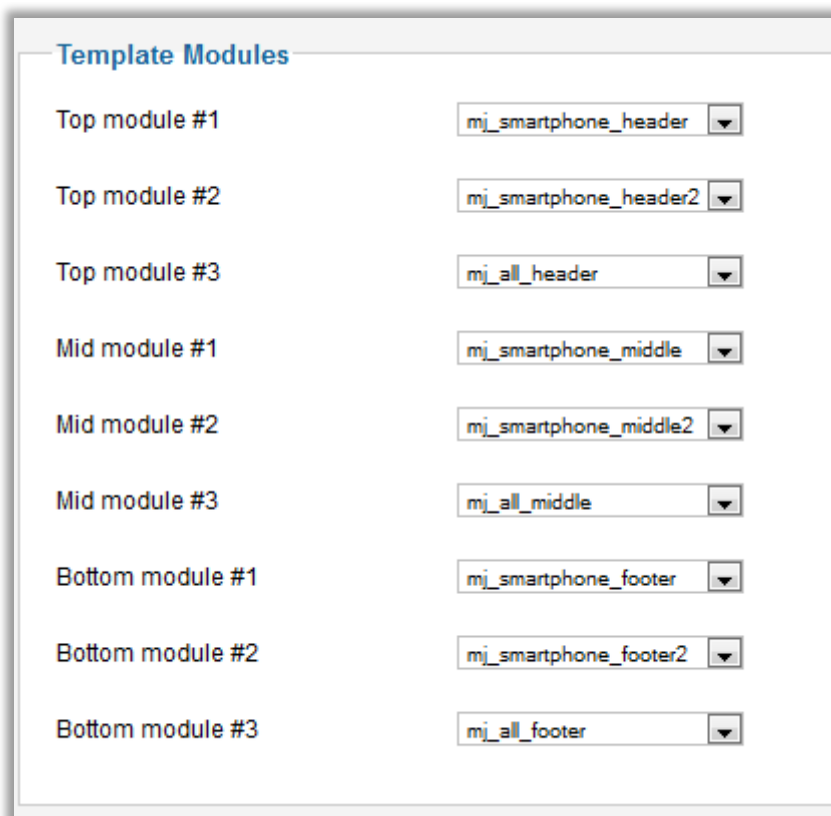 Template Modules
Top module #1 mj_smartphone_header
Top module #2 mj_smartphone_header2
Top module #3 mj_all_header
Mid module #1 mj_smartphone_middle
Mid module #2 mj_smartphone_middle2
Mid module #3 mj_all_middle
Bottom module #1 mj_smartphone_footer
Bottom module #2 mj_smartphone_footer2
Bottom module #3 mj_all_footer